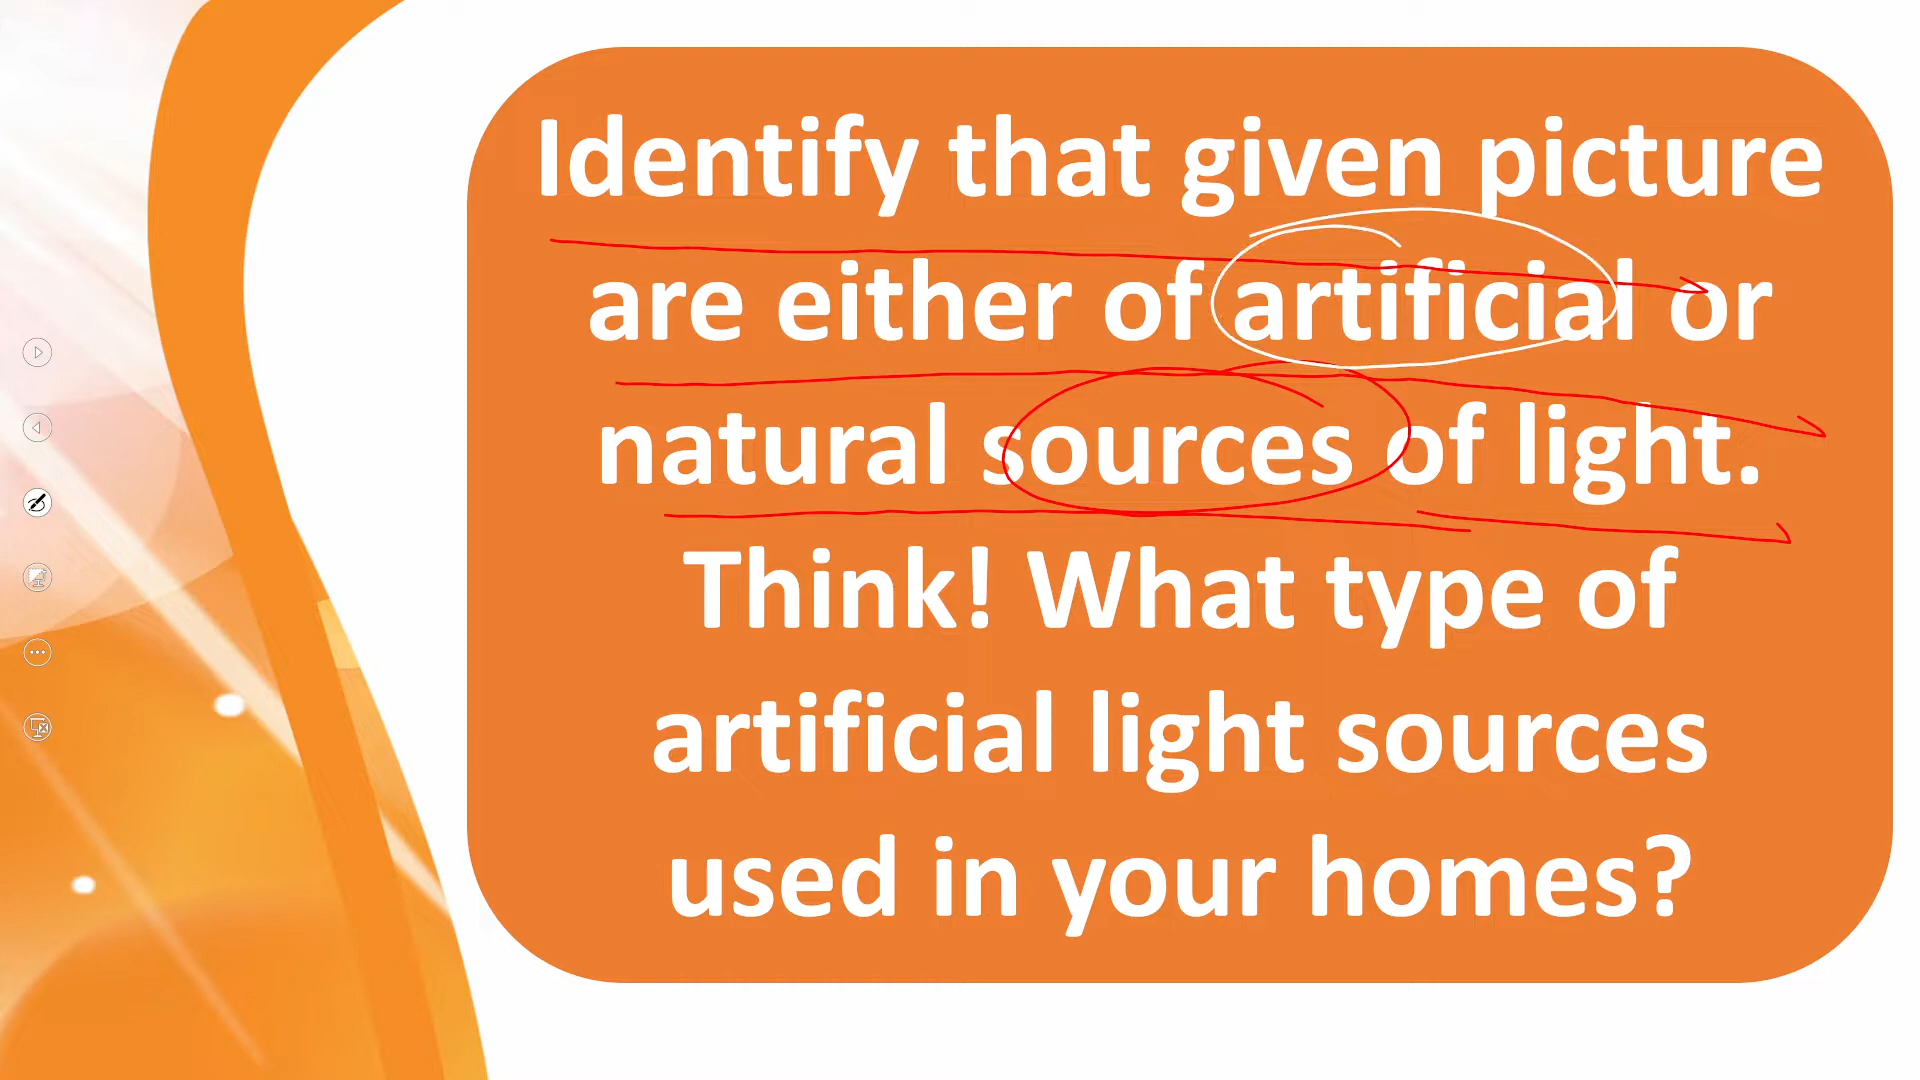 Identify that given picture
are either of artificial or
natural sources of light.
Think! What type of
artificial light sources
used in your homes?